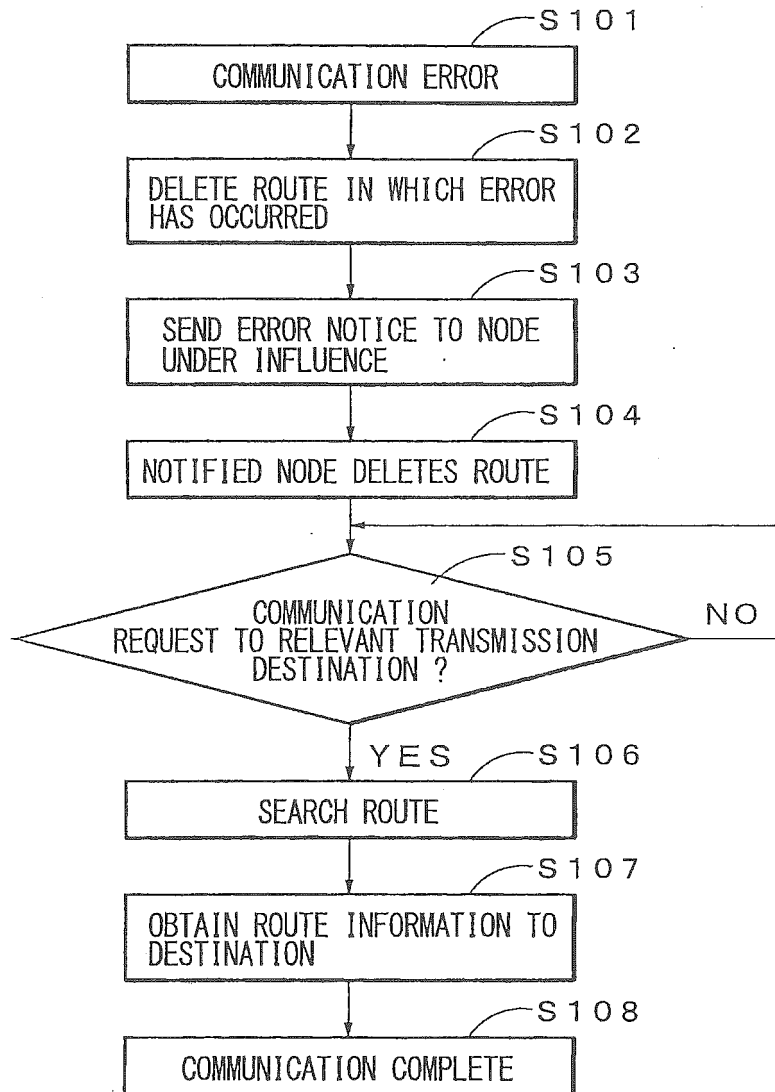 S101
COMMUNICATION ERROR
S102
DELETE ROUTE IN WHICH ERROR
HAS OCCURRED
S103
SEND ERROR NOTICE TO NODE
UNDER INFLUENCE
S104
NOTIFIED NODE DELETES ROUTE
S105
COMMUNICATION
REQUEST TO RELEVANT TRANSMISSION
DESTINATION ?
NO
YES
S106
SEARCH ROUTE
S107
OBTAIN ROUTE INFORMATION TO
DESTINATION
S108
COMMUNICATION COMPLETE